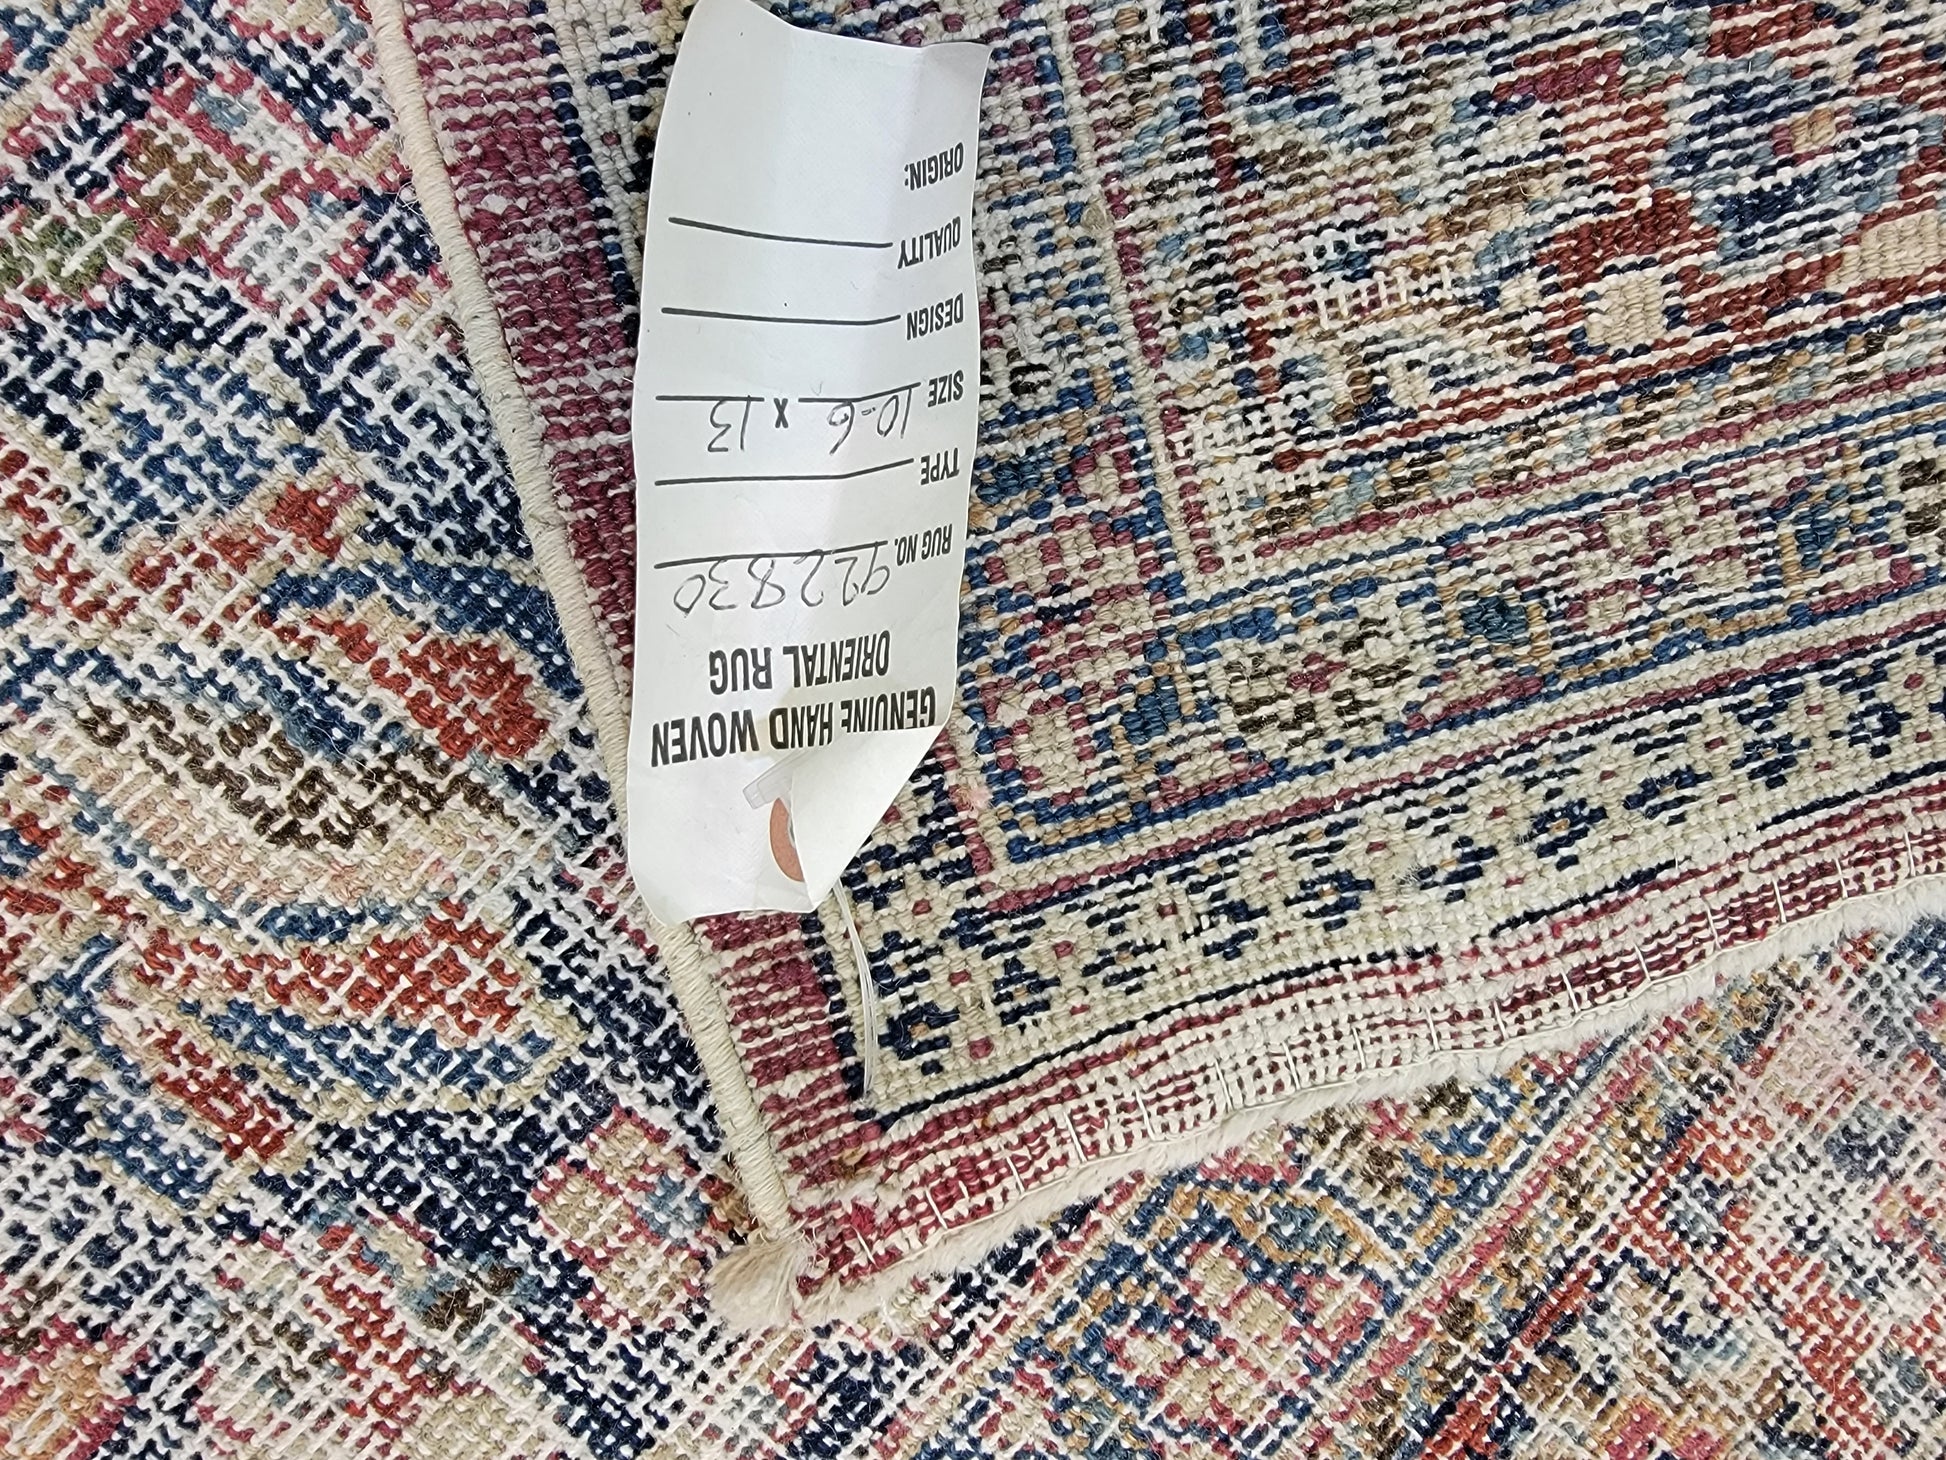 GENUINE HAND WOVEN
ORIENTAL RUG
RUG NO. 922830
TYPE
SIZE 10-6 X 13
DESIGN
QUALITY
ORIGIN: